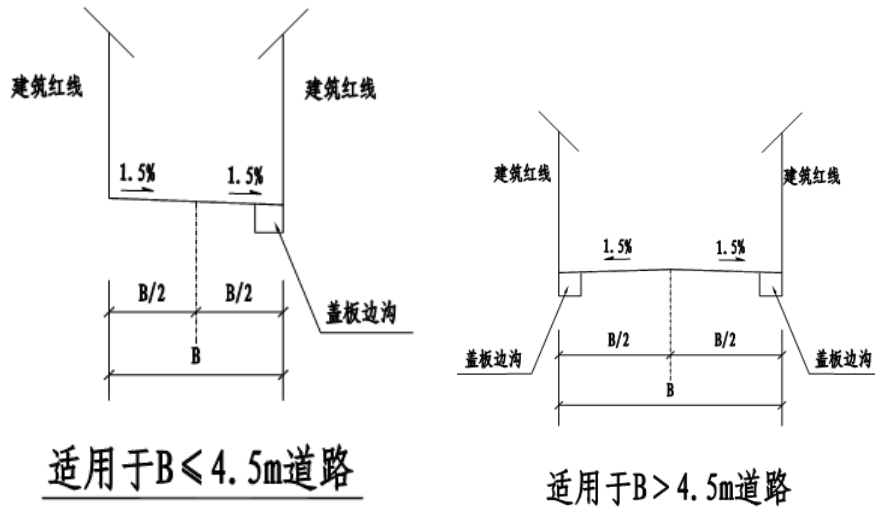 建筑红线
建筑红线
1.5%
1.5%
B/2
B/2
盖板边沟
B
适用于B≤4.5m道路
建筑红线
建筑红线
1.5%
1.5%
B/2
B/2
盖板边沟
盖板边沟
B
适用于B>4.5m道路